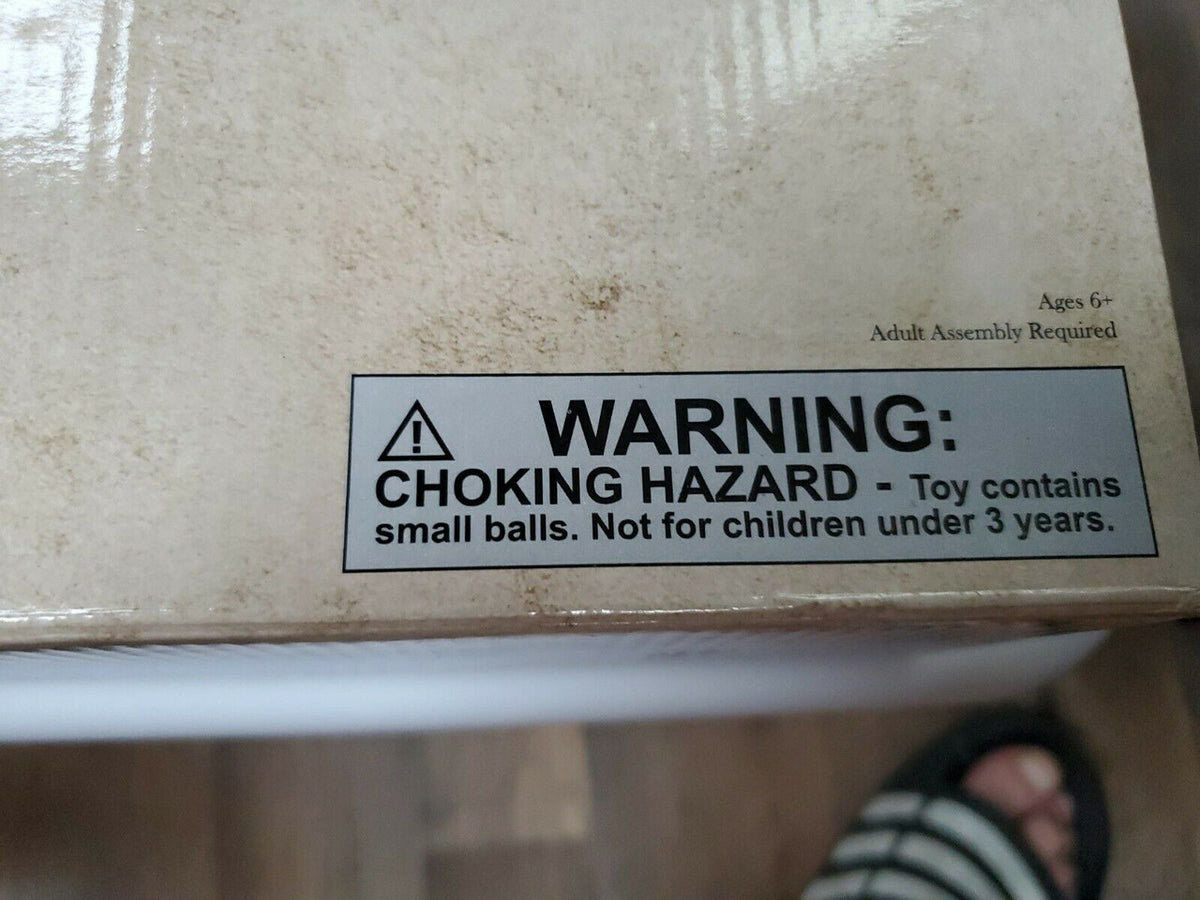 Ages 6+
Adult Assembly Required
WARNING:
CHOKING HAZARD - Toy contains
small balls. Not for children under 3 years.